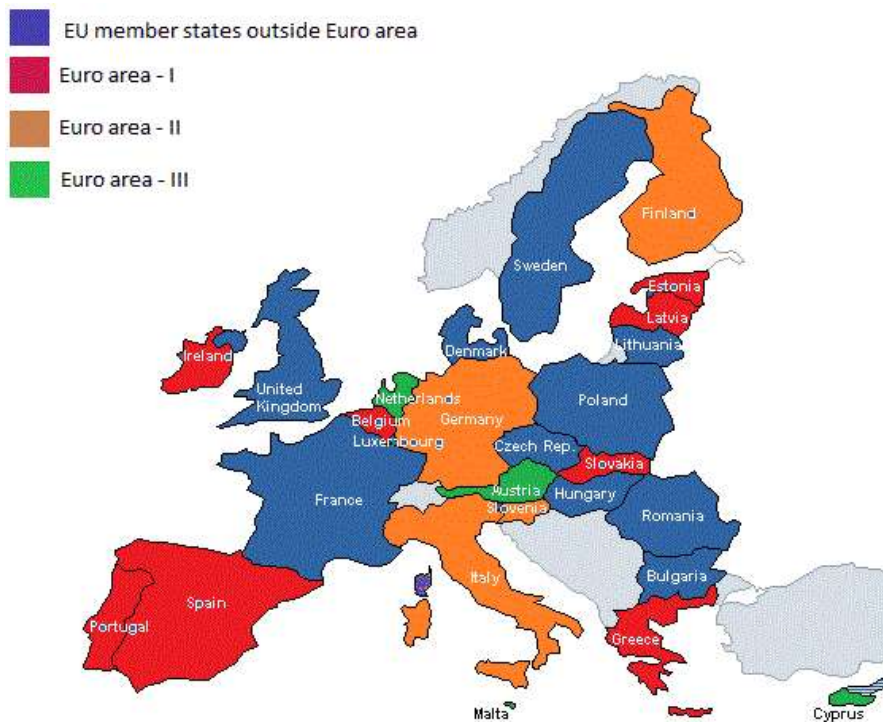 EU member states outside Euro area
Euro area - I
Euro area - II
Euro area - III
Finland
Sweden
Estonia
Latvia
Lithuania
Denmark
Ireland
United
Kingdom
Netherlands
Belgium
Luxembourg
Germany
Poland
Czech Rep.
Slovakia
Austria
Hungary
Slovenia
France
Romania
Italy
Bulgaria
Spain
Portugal
Greece
Malta
Cyprus